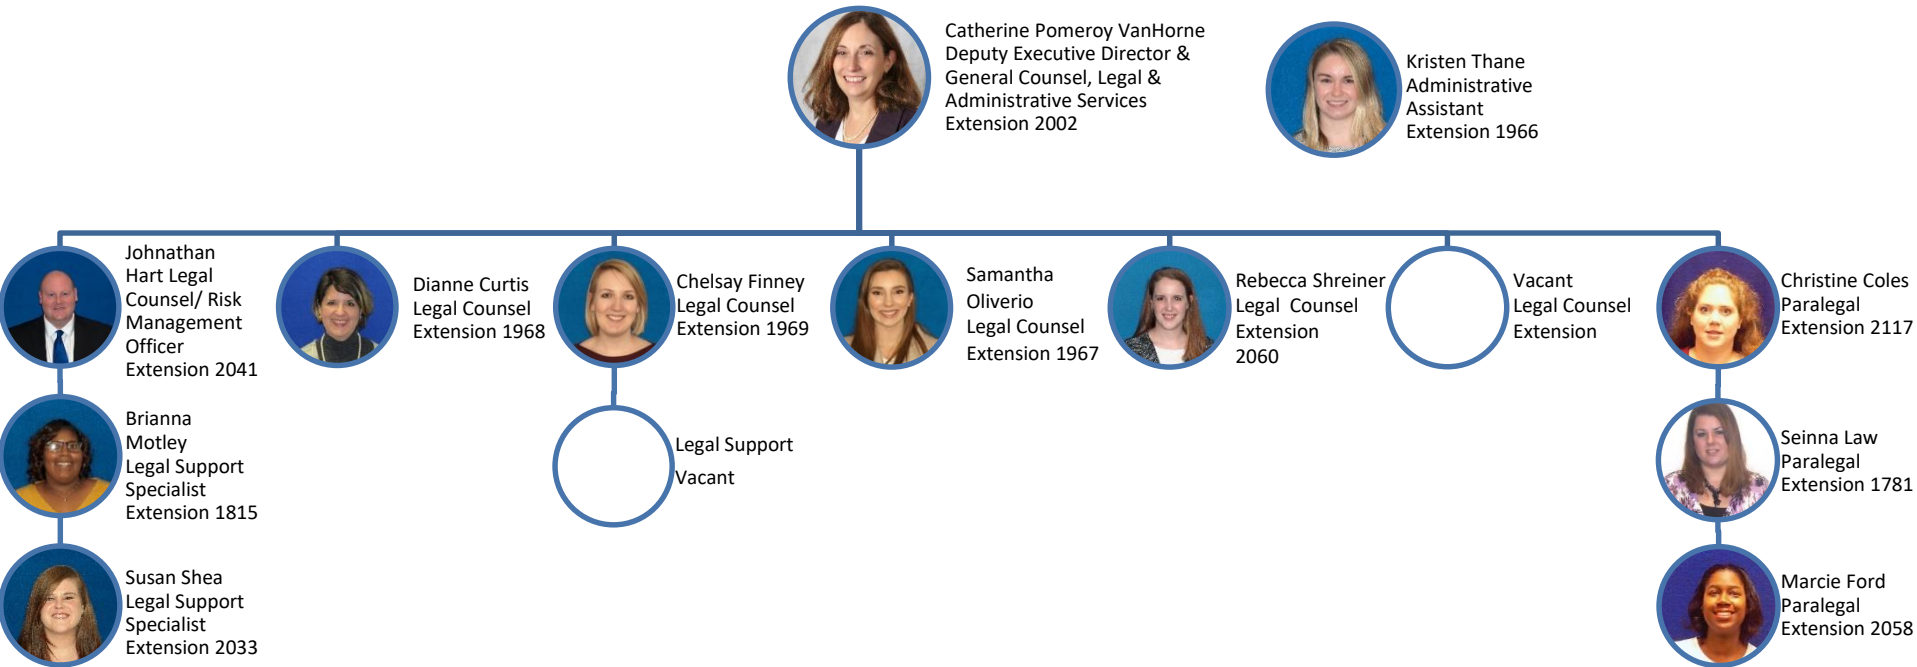 Catherine Pomeroy VanHorne
Deputy Executive Director &
General Counsel, Legal &
Administrative Services
Extension 2002
Kristen Thane
Administrative
Assistant
Extension 1966
Johnathan
Hart Legal
Counsel/ Risk
Management
Officer
Extension 2041
Dianne Curtis
Legal Counsel
Extension 1968
Chelsay Finney
Legal Counsel
Extension 1969
Samantha
Oliverio
Legal Counsel
Extension 1967
Rebecca Shreiner
Legal Counsel
Extension
2060
Vacant
Legal Counsel
Extension
Christine Coles
Paralegal
Extension 2117
Brianna
Motley
Legal Support
Specialist
Extension 1815
Legal Support
Vacant
Seinna Law
Paralegal
Extension 1781
Susan Shea
Legal Support
Specialist
Extension 2033
Marcie Ford
Paralegal
Extension 2058